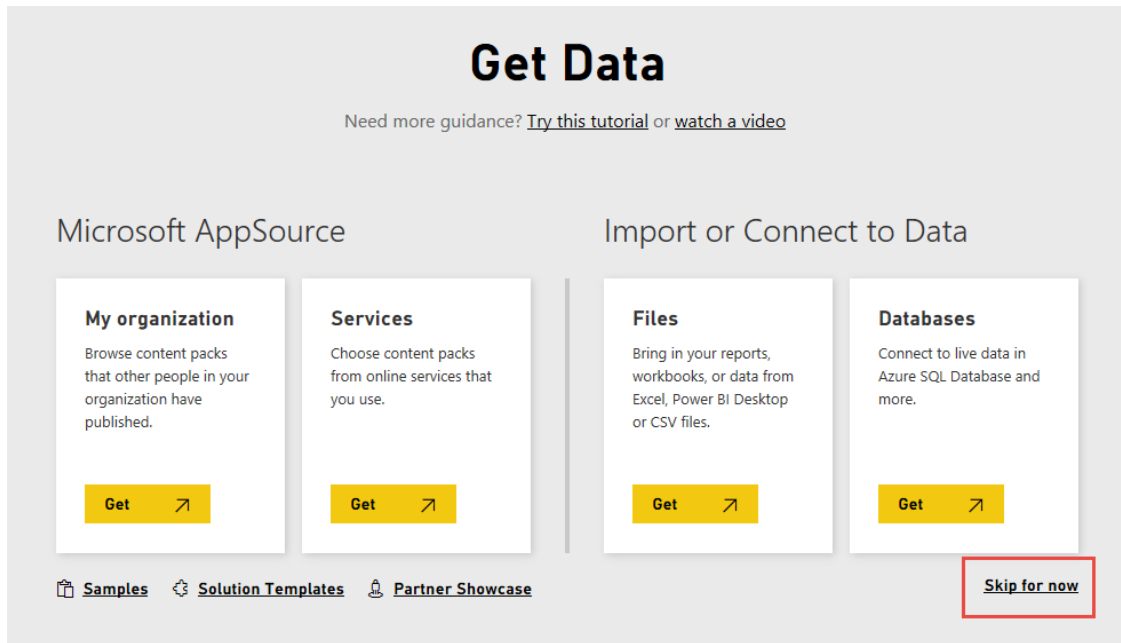 Get Data
Need more guidance? Try this tutorial or watch a video
Microsoft AppSource
My organization
Browse content packs
that other people in your
organization have
published.
Get
Services
Choose content packs
from online services that
you use.
Get
Import or Connect to Data
Files
Bring in your reports,
workbooks, or data from
Excel, Power BI Desktop
or CSV files.
Get
Databases
Connect to live data in
Azure SQL Database and
more.
Get
Samples
Solution Templates
Partner Showcase
Skip for now